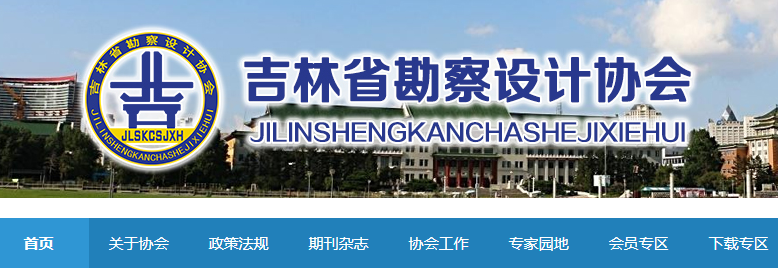 吉林省勘察设计协会
JLSKCSJXH
JILINSHENGKANCHASHEJIXIEHUI
吉林省勘察设计协会
JILINSHENGKANCHASHEJIXIEHUI
首页 关于协会 政策法规 期刊杂志 协会工作 专家园地 会员专区 下载专区